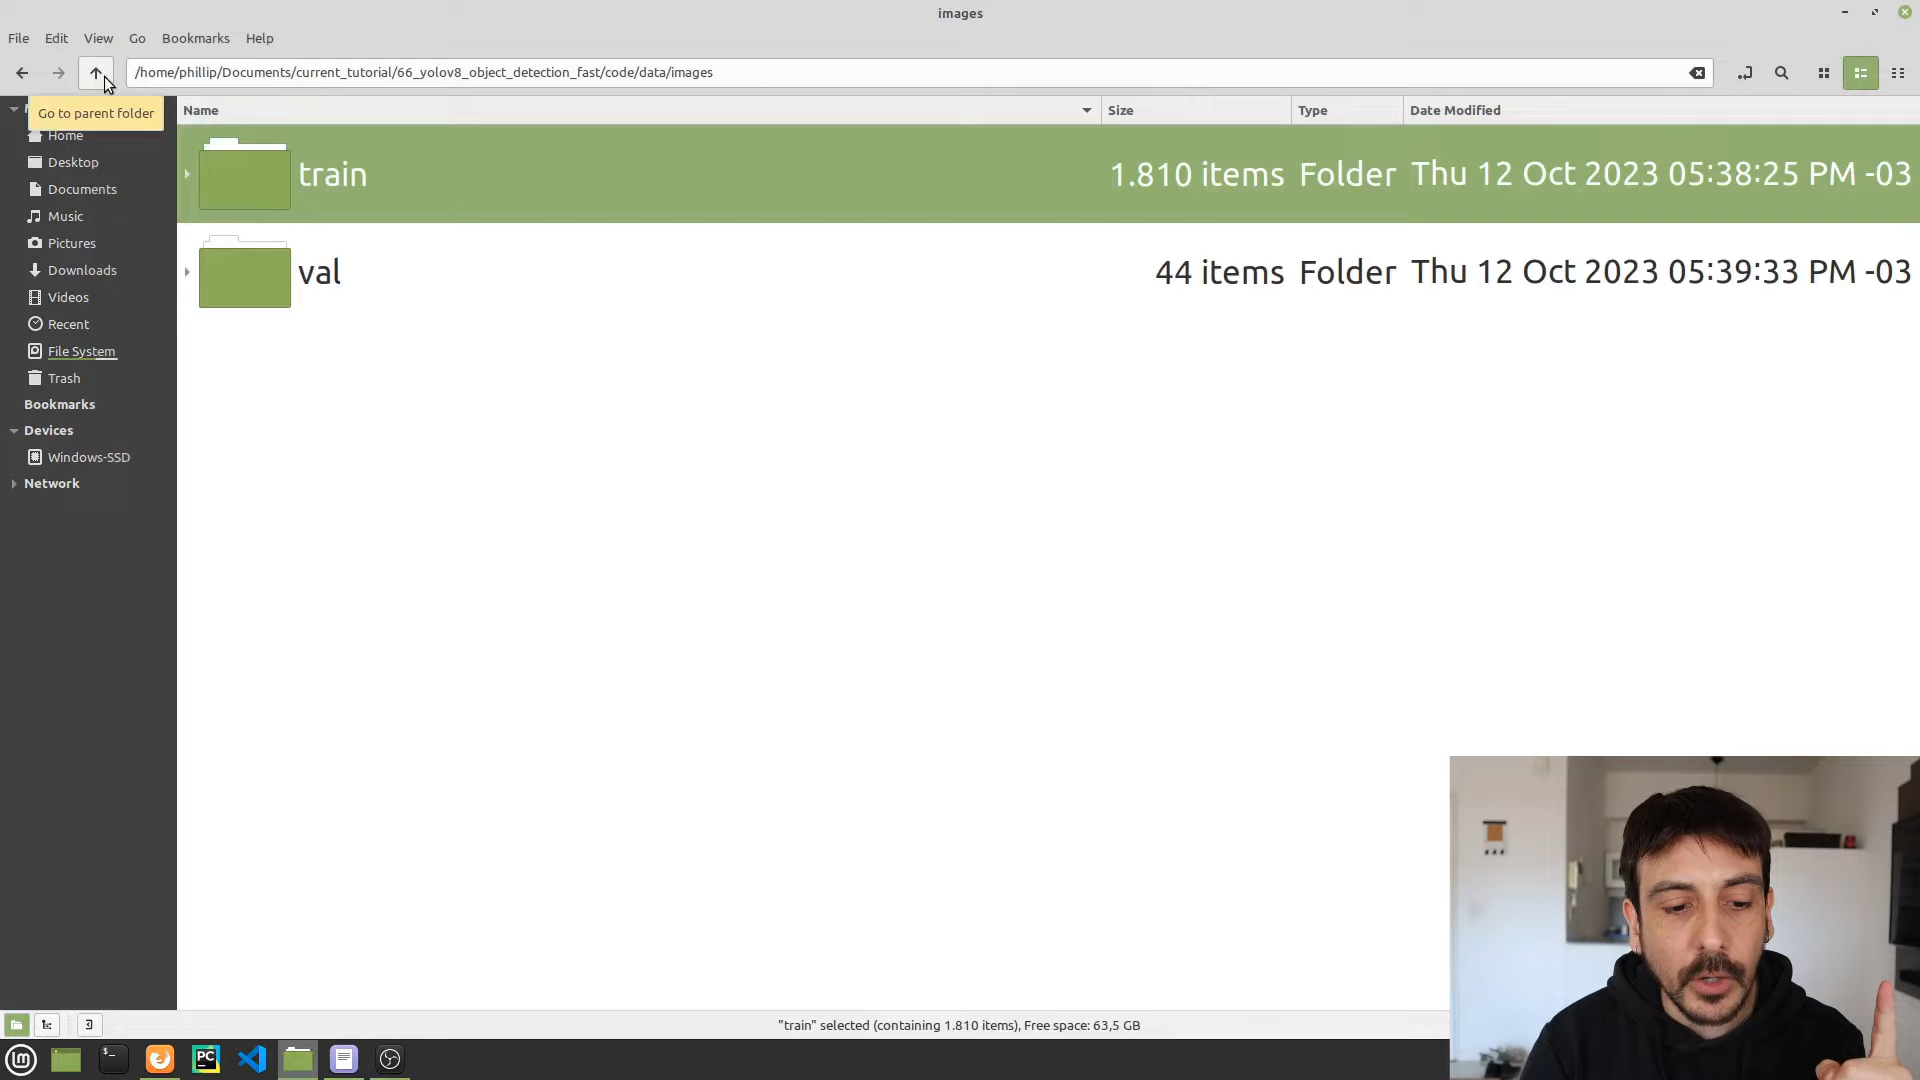 images
File Edit View Go Bookmarks Help
/home/phillip/Documents/current_tutorial/66_yolov8_object_detection_fast/code/data/images
Go to parent folder
Name Size Type Date Modified
Home
Desktop
Documents
Music
Pictures
Downloads
Videos
Recent
File System
Trash
Bookmarks
Devices
Windows-SSD
Network
train 1.810 items Folder Thu 12 Oct 2023 05:38:25 PM -03
val 44 items Folder Thu 12 Oct 2023 05:39:33 PM -03
"train" selected (containing 1.810 items), Free space: 63,5 GB
PC